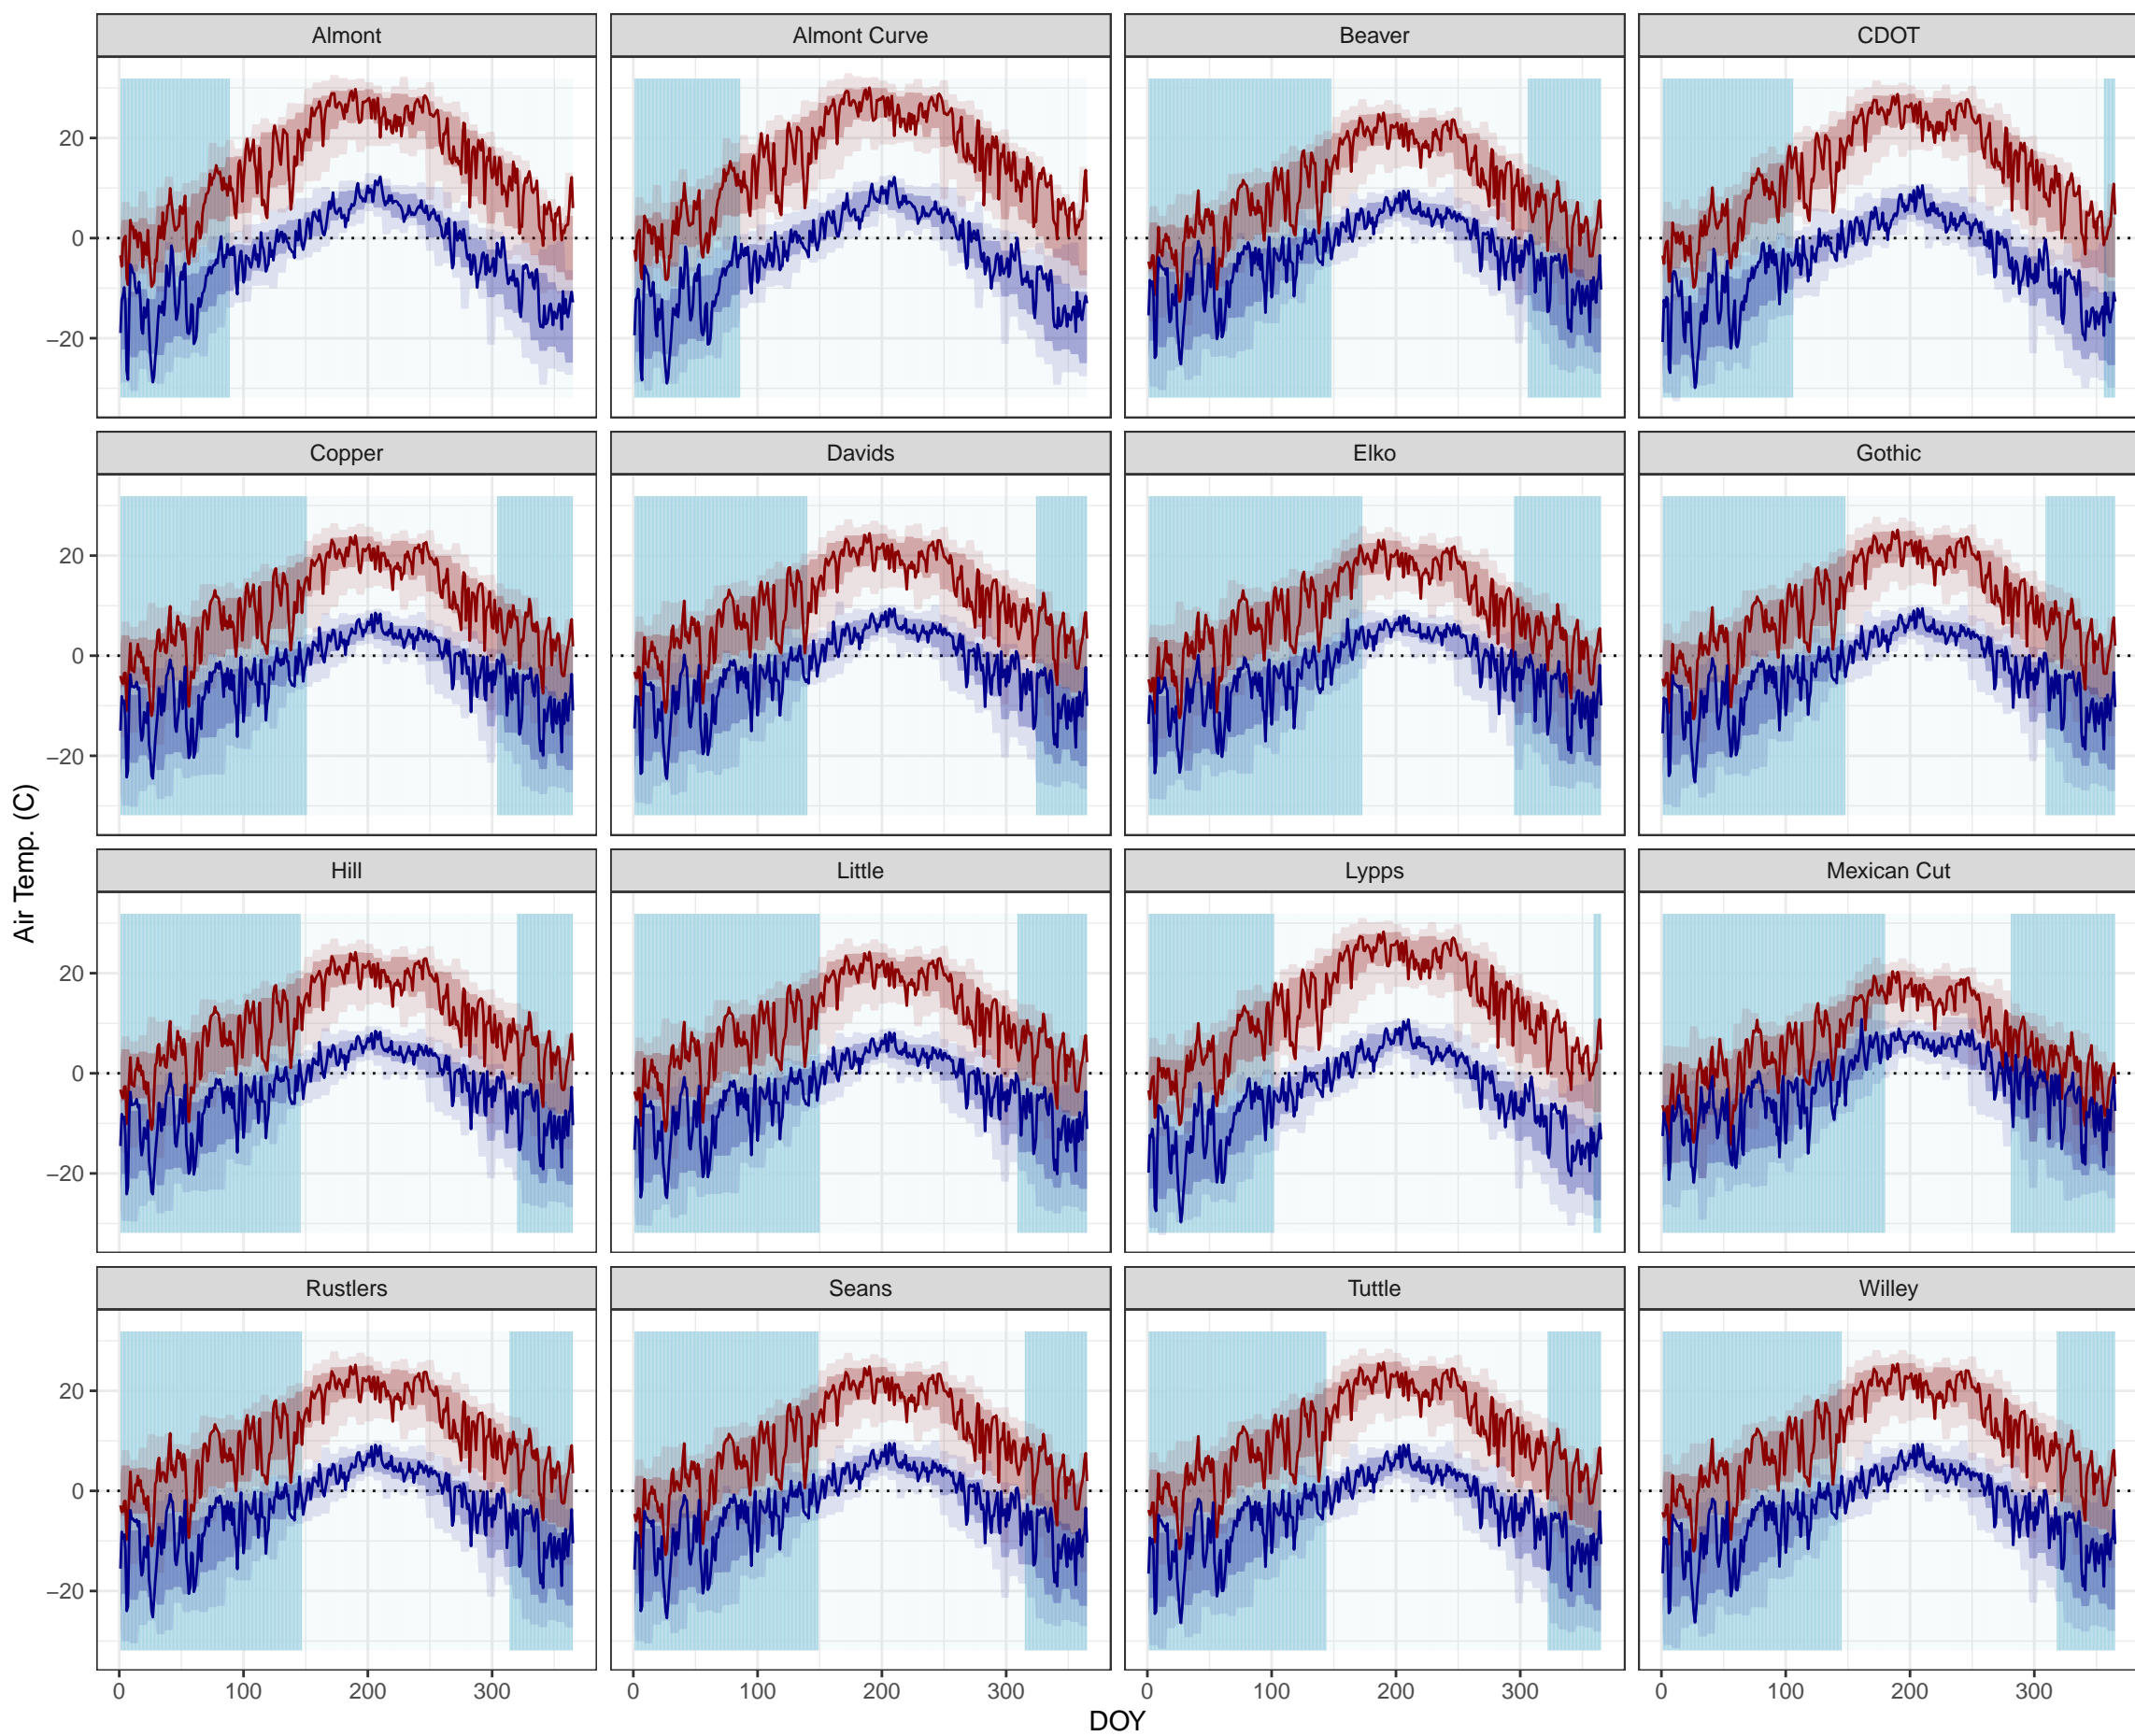 Almont
Almont Curve
Beaver
CDOT
20
0
−20
Copper
Davids
Elko
Gothic
20
0
−20
Hill
Little
Lypps
Mexican Cut
20
0
−20
Rustlers
Seans
Tuttle
Willey
20
0
−20
0 100 200 300
0 100 200 300
0 100 200 300
0 100 200 300
DOY
Air Temp. (C)